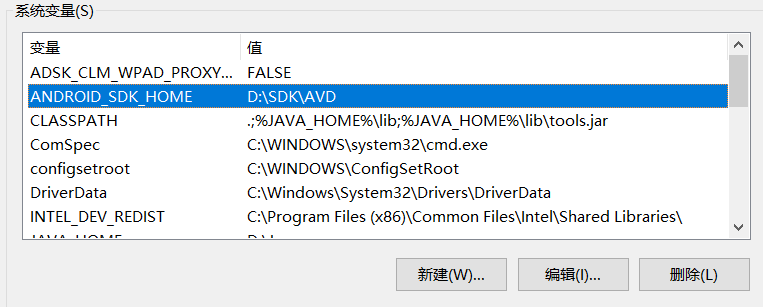 系统变量(S)
变量 值
ADSK_CLM_WPAD_PROXY... FALSE
ANDROID_SDK_HOME D:\SDK\AVD
CLASSPATH .;%JAVA_HOME%\lib;%JAVA_HOME%\lib\tools.jar
ComSpec C:\WINDOWS\system32\cmd.exe
configsetroot C:\WINDOWS\ConfigSetRoot
DriverData C:\Windows\System32\Drivers\DriverData
INTEL_DEV_REDIST C:\Program Files (x86)\Common Files\Intel\Shared Libraries\
JAVA_HOME
新建(W)... 编辑(I)... 删除(L)